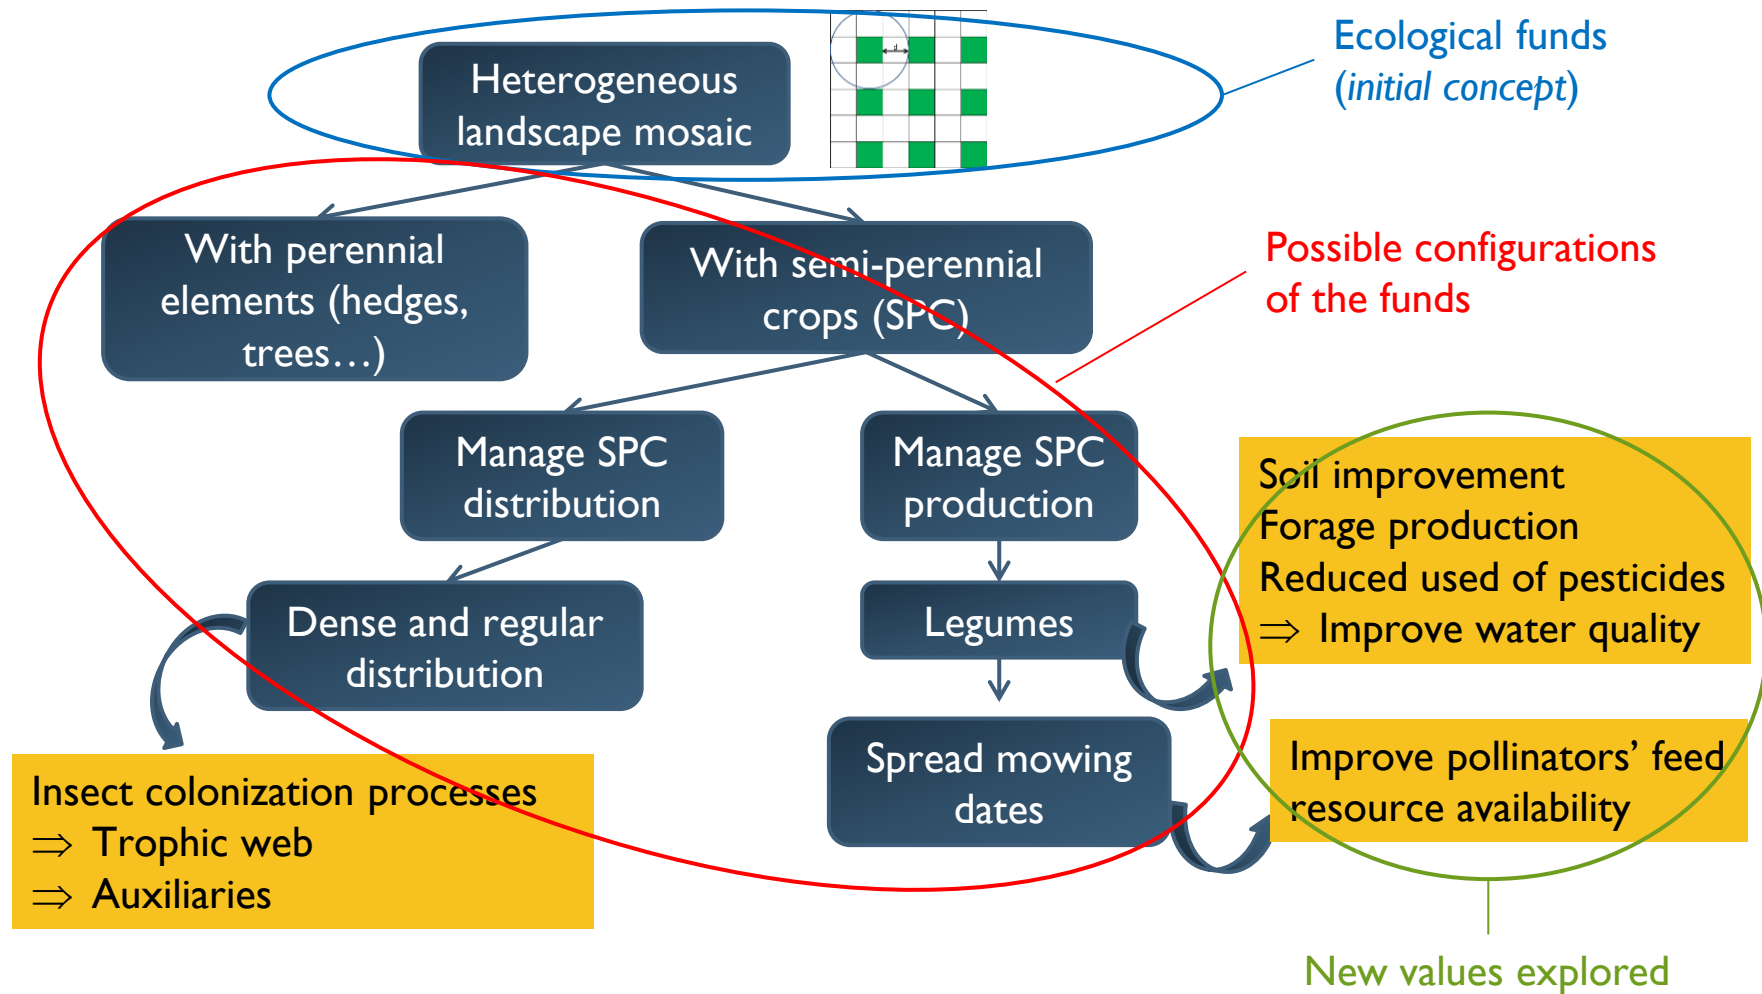 Ecological funds
(initial concept)
Heterogeneous
landscape mosaic
d
With perennial
elements (hedges,
trees…)
With semi-perennial
crops (SPC)
Possible configurations
of the funds
Manage SPC
distribution
Manage SPC
production
Soil improvement
Forage production
Reduced used of pesticides
⇒ Improve water quality
Dense and regular
distribution
Legumes
Spread mowing
dates
Improve pollinators’ feed
resource availability
Insect colonization processes
⇒ Trophic web
⇒ Auxiliaries
New values explored